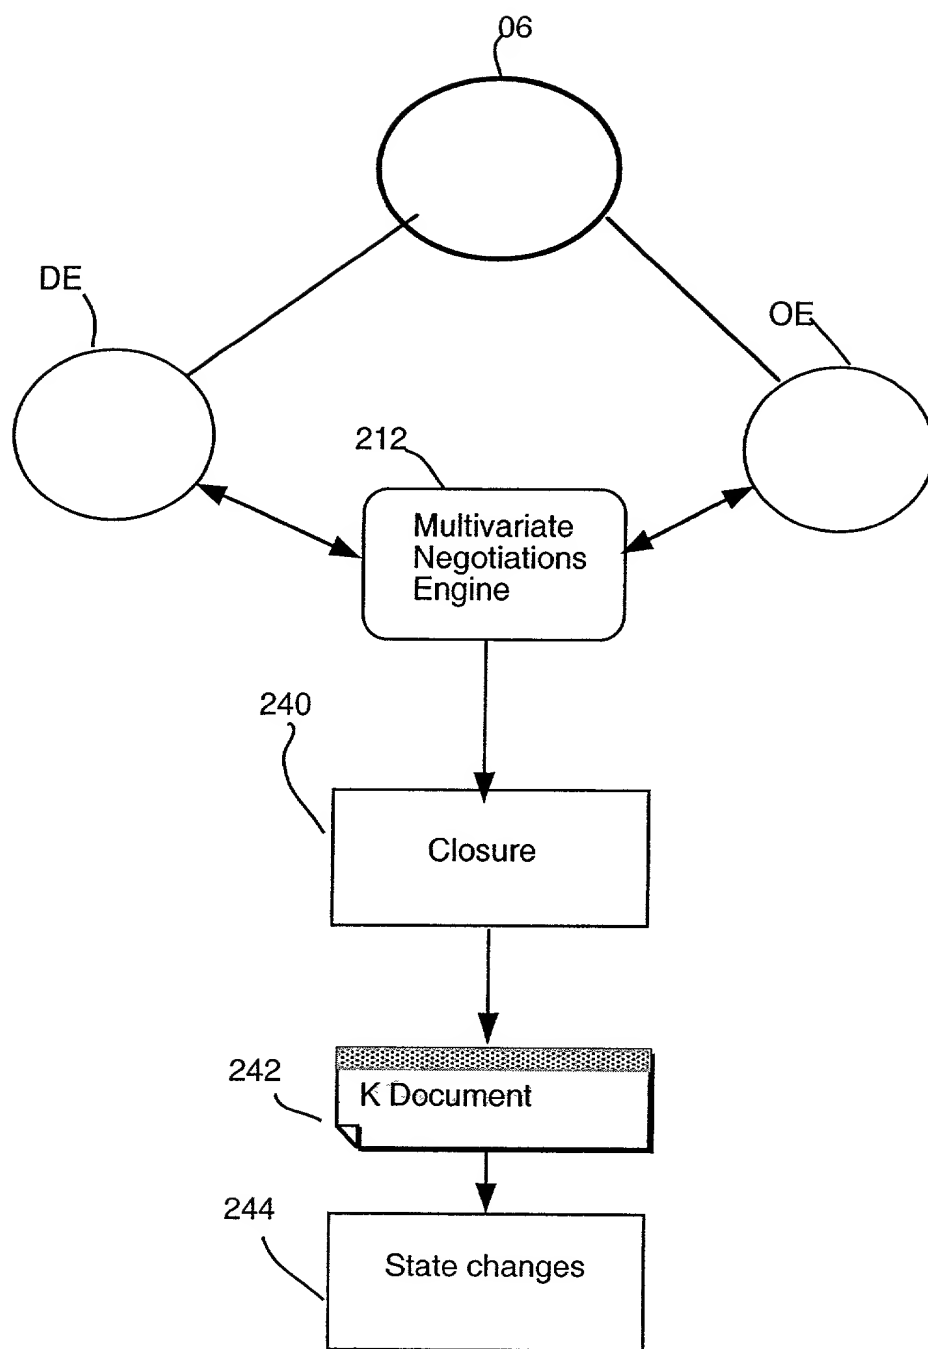 06
DE
OE
212
Multivariate
Negotiations
Engine
240
Closure
242
K Document
244
State changes